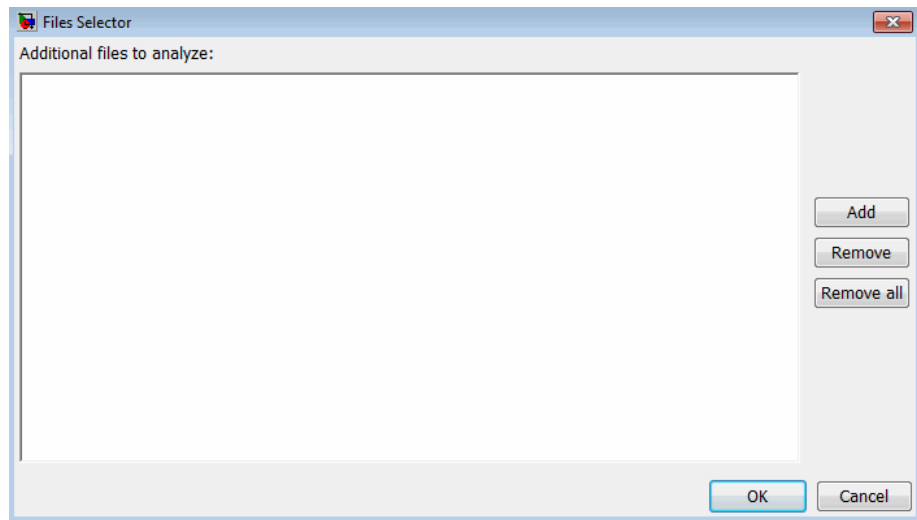 Files Selector
Additional files to analyze:
Add
Remove
Remove all
OK
Cancel